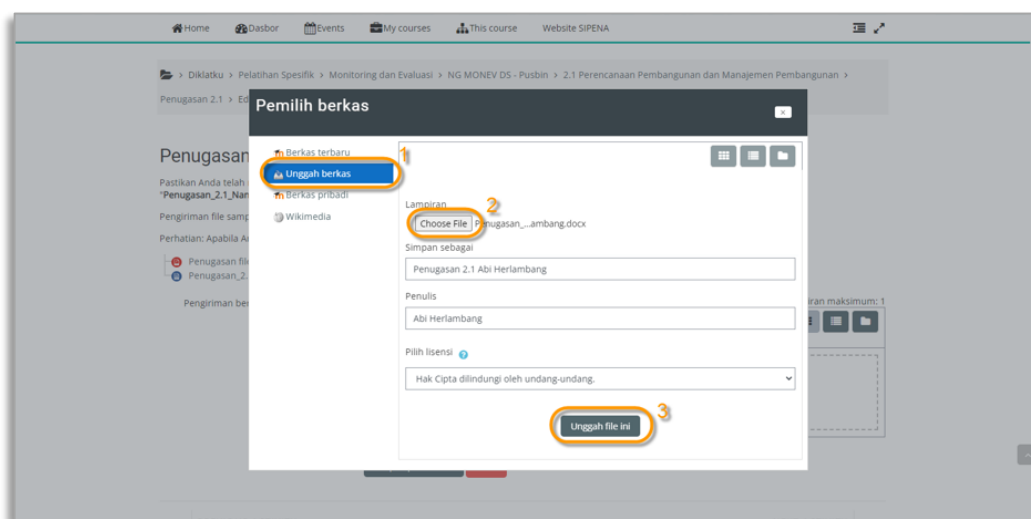 Home Dasbor Events My courses This course Website SIPENA
> Diklatku > Pelatihan Spesifik > Monitoring dan Evaluasi > NG MONEV DS - Pusbin > 2.1 Perencanaan Pembangunan dan Manajemen Pembangunan >
Penugasan 2.1 > Ed
Pemilih berkas
x
Penugasan
Pastikan Anda telah
"Penugasan_2.1_Nan
Pengiriman file samp
Perhatian: Apabila A
Penugasan file
Penugasan_2.
Pengiriman ber
Berkas terbaru
1
Unggah berkas
Berkas pribadi
Wikimedia
Lampiran
2
Choose File Penugasan_...ambang.docx
Simpan sebagai
Penugasan 2.1 Abi Herlambang
Penulis
Abi Herlambang
Pilih lisensi ?
Hak Cipta dilindungi oleh undang-undang.
3
Unggah file ini
iran maksimum: 1